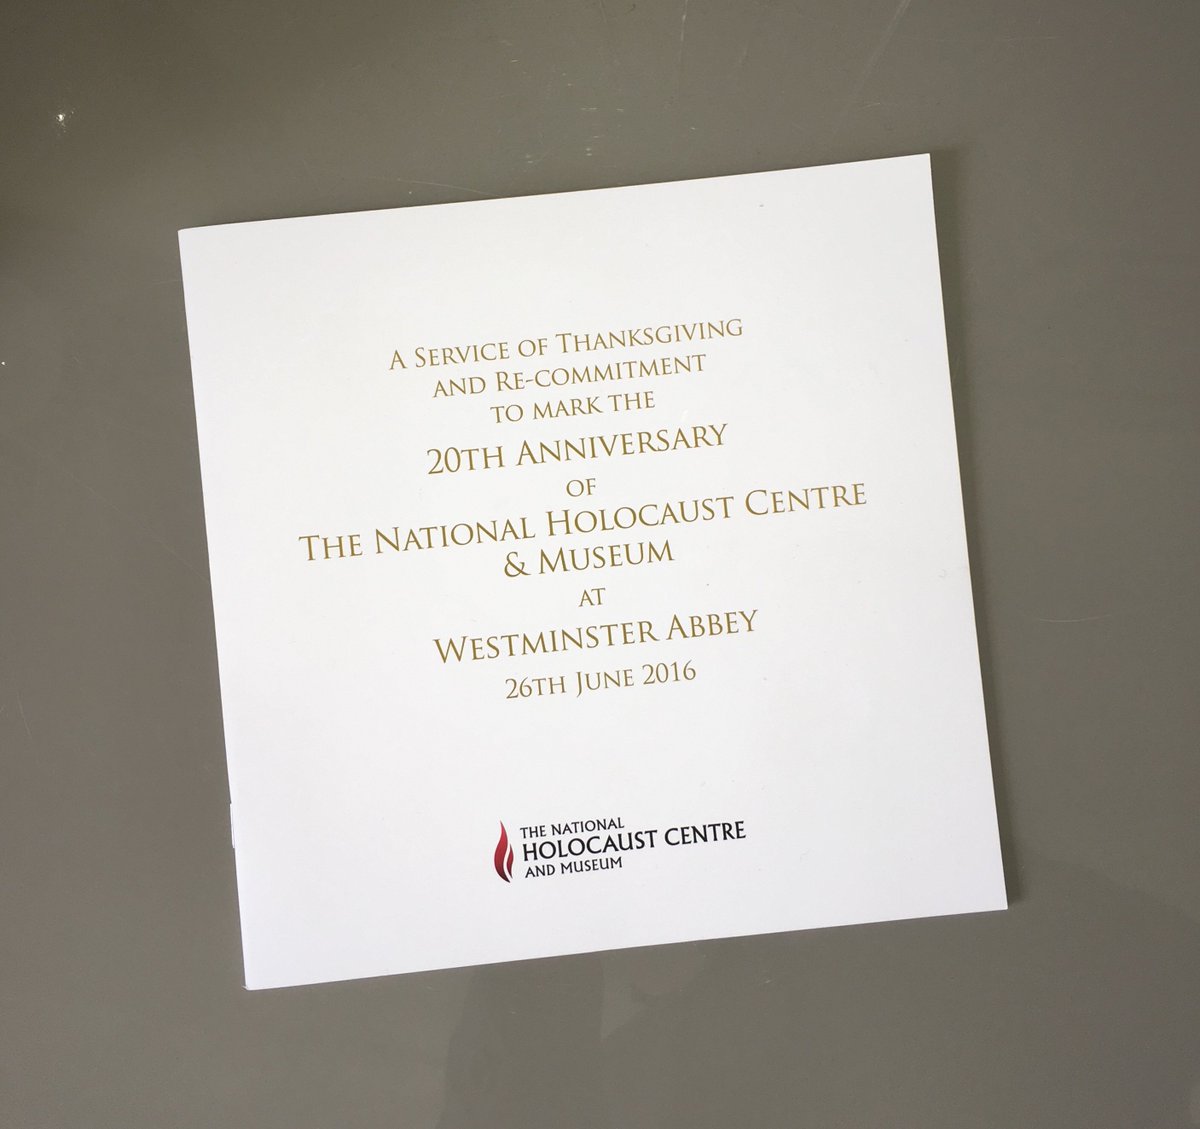 A Service of Thanksgiving
and Re-commitment
to mark the
20th Anniversary
of
The National Holocaust Centre
& Museum
at
Westminster Abbey
26th June 2016
THE NATIONAL
HOLOCAUST CENTRE
AND MUSEUM